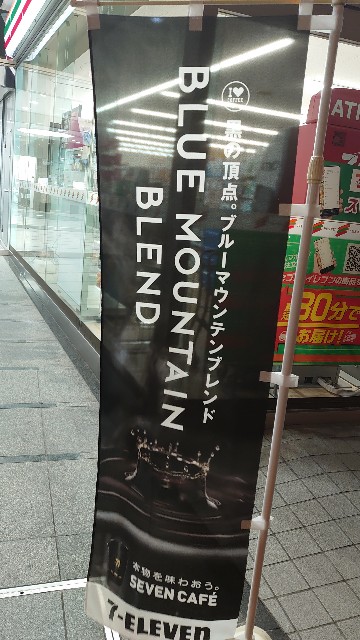 I ♥ COFFEE
黒の頂点。ブルーマウンテンブレンド
BLUE MOUNTAIN
BLEND
本物を味わおう。
SEVEN CAFÉ
7-ELEVEN
30分で
お届け!